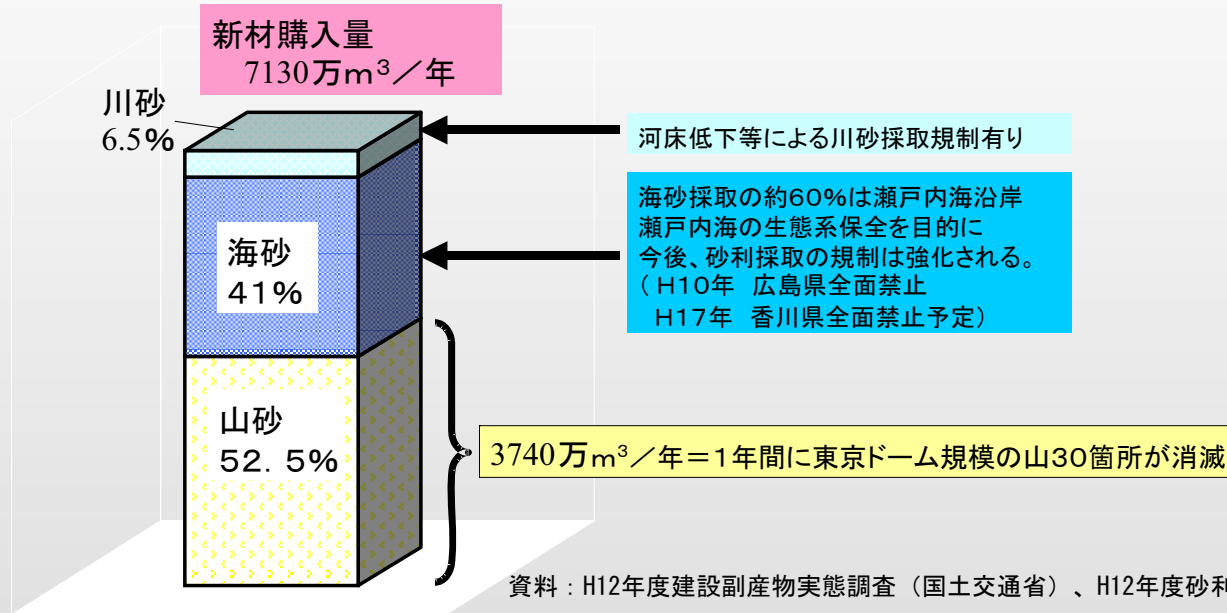 新材購入量
7130万m³／年
川砂
6.5%
河床低下等による川砂採取規制有り
海砂採取の約60%は瀬戸内海沿岸
瀬戸内海の生態系保全を目的に
今後、砂利採取の規制は強化される。
（H10年　広島県全面禁止
H17年　香川県全面禁止予定）
海砂
41%
山砂
52．5%
3740万m³／年＝1年間に東京ドーム規模の山30箇所が消滅
資料：H12年度建設副産物実態調査（国土交通省）、H12年度砂利